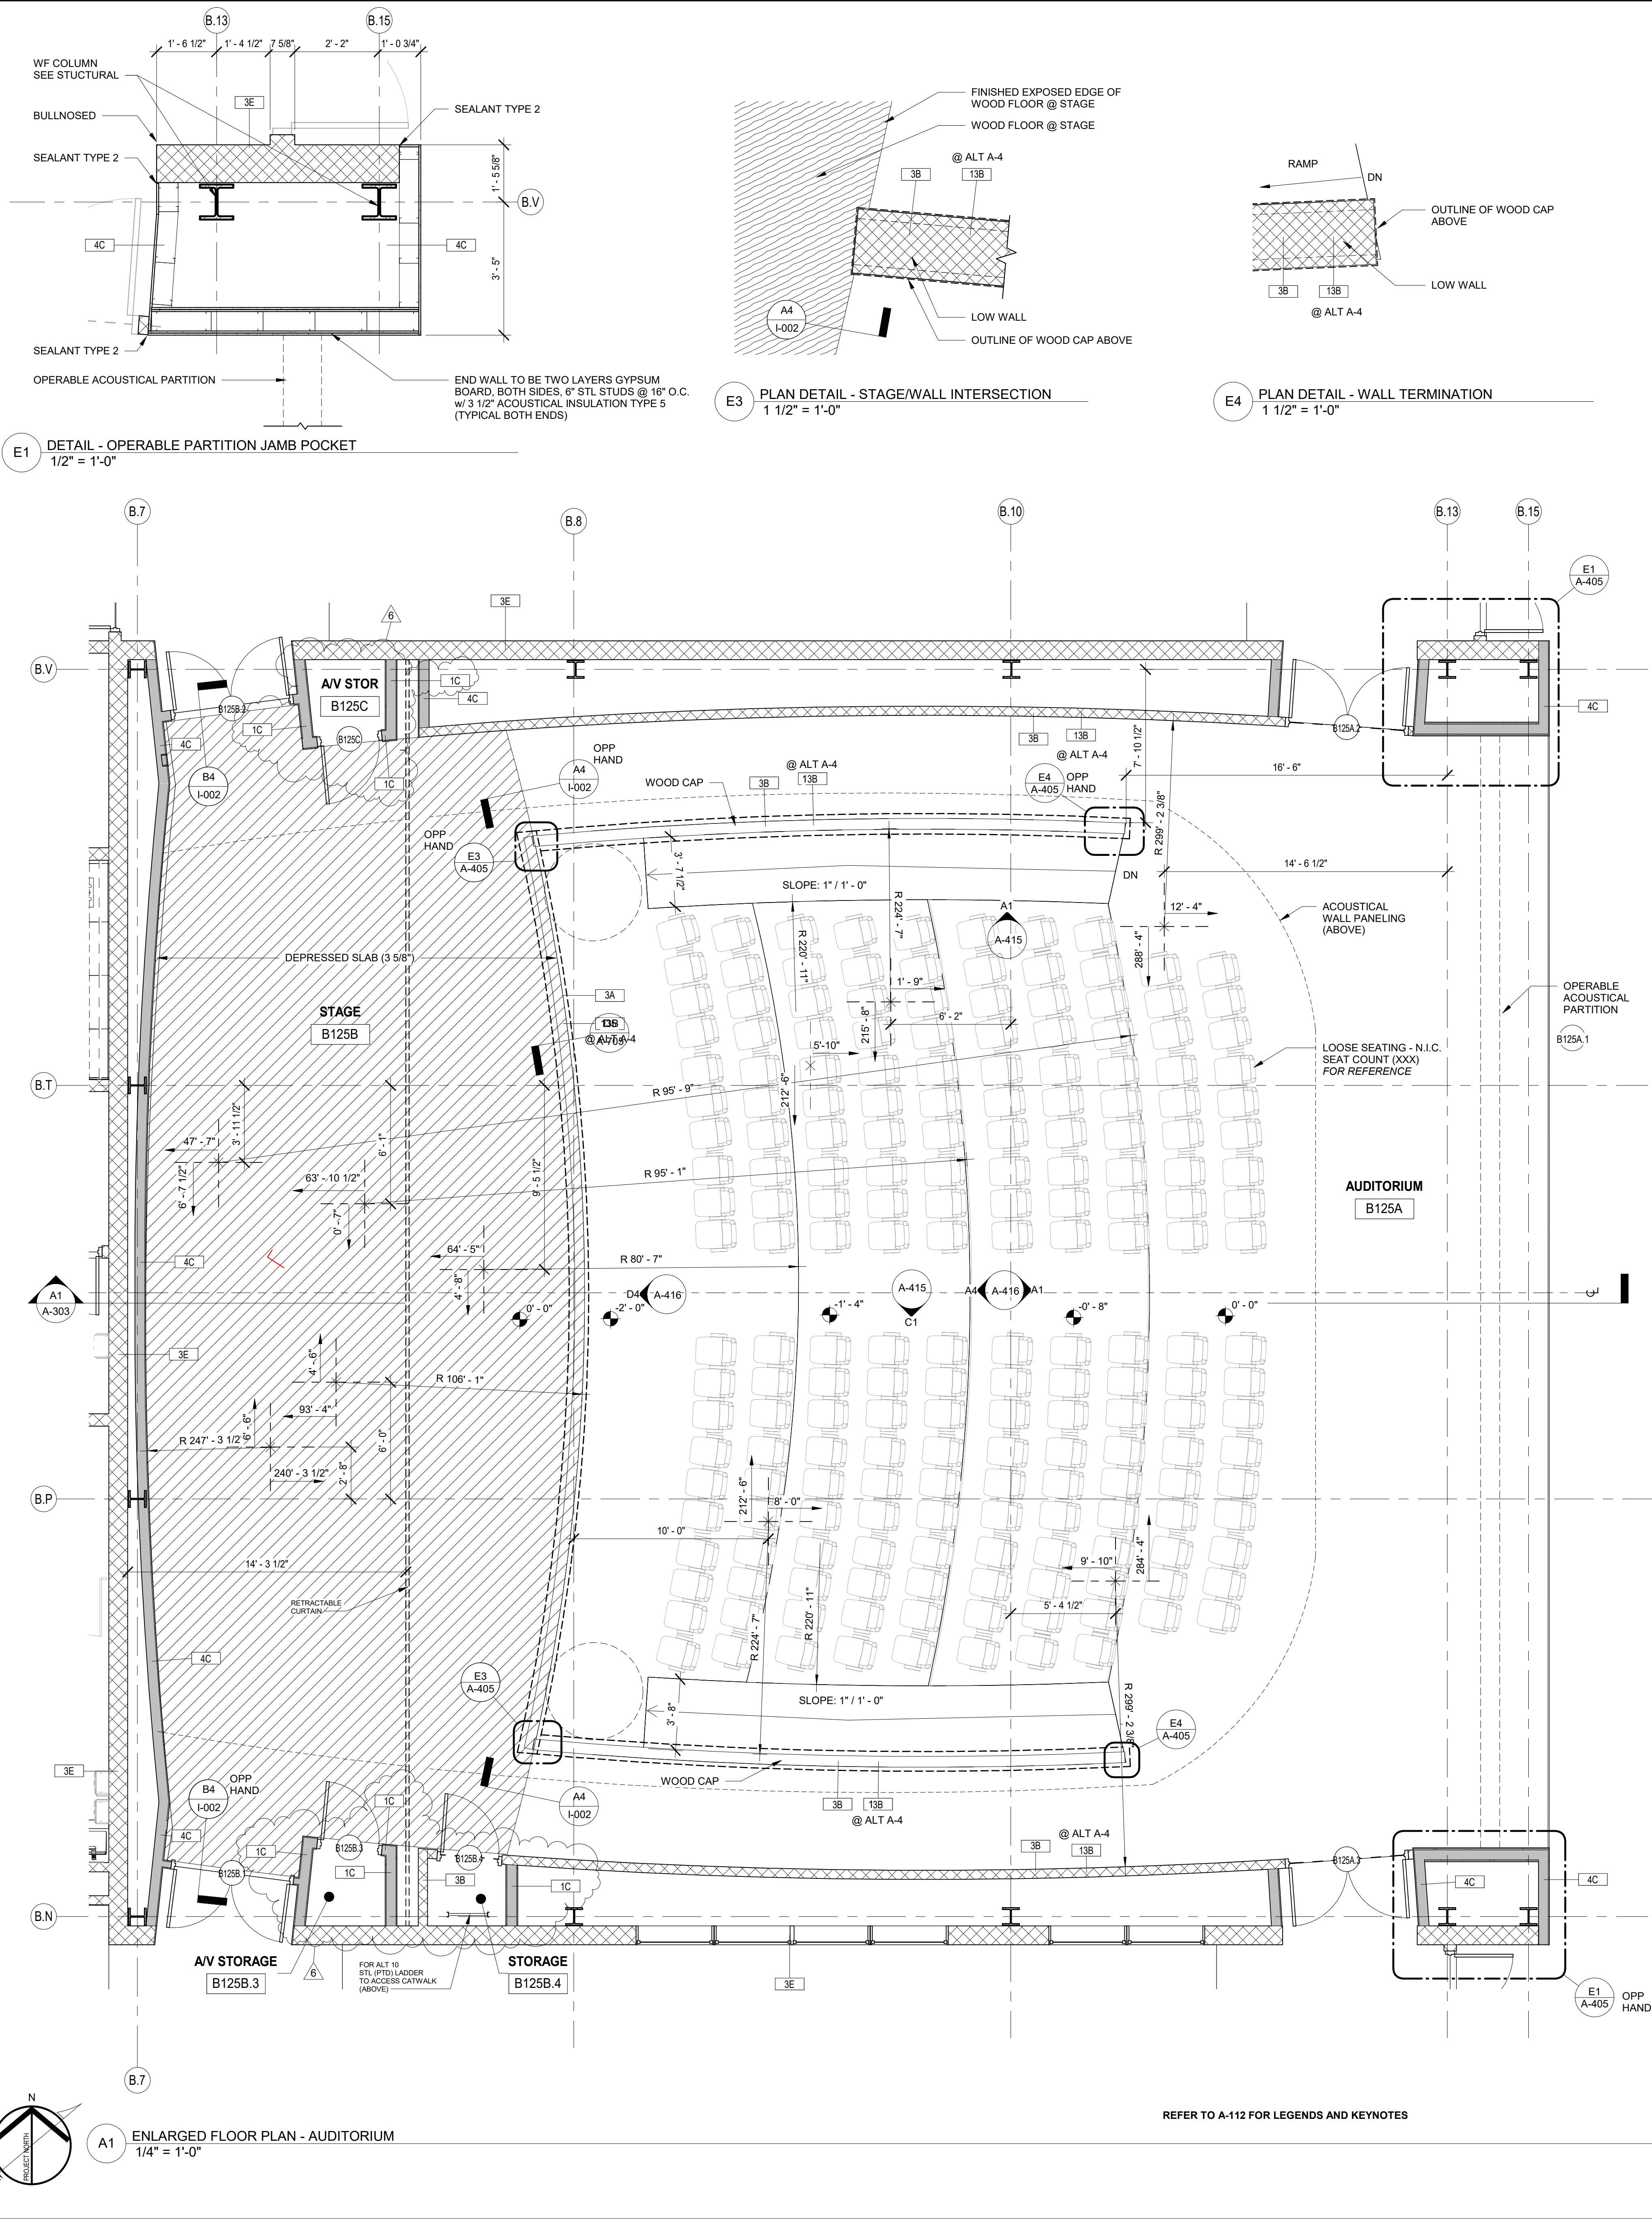 B.13
B.15
1' - 6 1/2"
1' - 4 1/2"
7 5/8"
2' - 2"
1' - 0 3/4"
WF COLUMN
SEE STUCTURAL
BULLNOSED
3E
SEALANT TYPE 2
SEALANT TYPE 2
1' - 5 5/8"
B.V
4C
4C
3' - 5"
SEALANT TYPE 2
OPERABLE ACOUSTICAL PARTITION
END WALL TO BE TWO LAYERS GYPSUM
BOARD, BOTH SIDES, 6" STL STUDS @ 16" O.C.
w/ 3 1/2" ACOUSTICAL INSULATION TYPE 5
(TYPICAL BOTH ENDS)
E1
DETAIL - OPERABLE PARTITION JAMB POCKET
1/2" = 1'-0"
FINISHED EXPOSED EDGE OF
WOOD FLOOR @ STAGE
WOOD FLOOR @ STAGE
@ ALT A-4
3B
13B
A4
I-002
LOW WALL
OUTLINE OF WOOD CAP ABOVE
E3
PLAN DETAIL - STAGE/WALL INTERSECTION
1 1/2" = 1'-0"
RAMP
DN
OUTLINE OF WOOD CAP
ABOVE
LOW WALL
3B
13B
@ ALT A-4
E4
PLAN DETAIL - WALL TERMINATION
1 1/2" = 1'-0"
B.7
B.8
B.10
B.13
B.15
E1
A-405
6
3E
B.V
A/V STOR
B125C
1C
4C
B125B.2
1C
B125C
4C
1C
B4
I-002
OPP
HAND
A4
I-002
WOOD CAP
3B
@ ALT A-4
13B
3B
13B
@ ALT A-4
E4
A-405
OPP
HAND
7' - 10 1/2"
B125A.2
4C
16' - 6"
R 299' - 2 3/8"
OPP
HAND
E3
A-405
3' - 7 1/2"
SLOPE: 1" / 1' - 0"
DN
14' - 6 1/2"
R 224' - 7"
R 220' - 11"
A1
A-415
12' - 4"
288' - 4"
ACOUSTICAL
WALL PANELING
(ABOVE)
DEPRESSED SLAB (3 5/8")
STAGE
B125B
3A
13B
@ ALT A-4
A-705
1' - 9"
6' - 2"
215' - 8"
5'-10"
212' - 6"
OPERABLE
ACOUSTICAL
PARTITION
B125A.1
LOOSE SEATING - N.I.C.
SEAT COUNT (XXX)
FOR REFERENCE
B.T
R 95' - 9"
3' - 11 1/2"
47' - 7"
6' - 7 1/2"
6' - 1"
63' - 10 1/2"
0' - 7"
9' - 5 1/2"
R 95' - 1"
AUDITORIUM
B125A
4C
64' - 5"
4' - 8"
R 80' - 7"
A1
A-303
D4
A-416
A-415
C1
A4
A-416
A1
0' - 0"
-2' - 0"
-1' - 4"
-0' - 8"
0' - 0"
3E
4' - 6"
93' - 4"
R 106' - 1"
6' - 6"
R 247' - 3 1/2"
240' - 3 1/2"
2' - 8"
6' - 0"
B.P
212' - 6"
8' - 0"
10' - 0"
14' - 3 1/2"
RETRACTABLE
CURTAIN
9' - 10"
284' - 4"
5' - 4 1/2"
R 224' - 7"
R 220' - 11"
4C
E3
A-405
3' - 8"
SLOPE: 1" / 1' - 0"
R 299' - 2 3/8"
E4
A-405
3E
B4
I-002
OPP
HAND
WOOD CAP
A4
I-002
3B
13B
@ ALT A-4
4C
1C
1C
B125B.3
1C
B125B.1
B125B.4
3B
1C
@ ALT A-4
3B
13B
B125A.3
4C
4C
B.N
A/V STORAGE
B125B.3
6
FOR ALT 10
STL (PTD) LADDER
TO ACCESS CATWALK
(ABOVE)
STORAGE
B125B.4
3E
E1
A-405
OPP
HAND
B.7
N
PROJECT NORTH
A1
ENLARGED FLOOR PLAN - AUDITORIUM
1/4" = 1'-0"
REFER TO A-112 FOR LEGENDS AND KEYNOTES